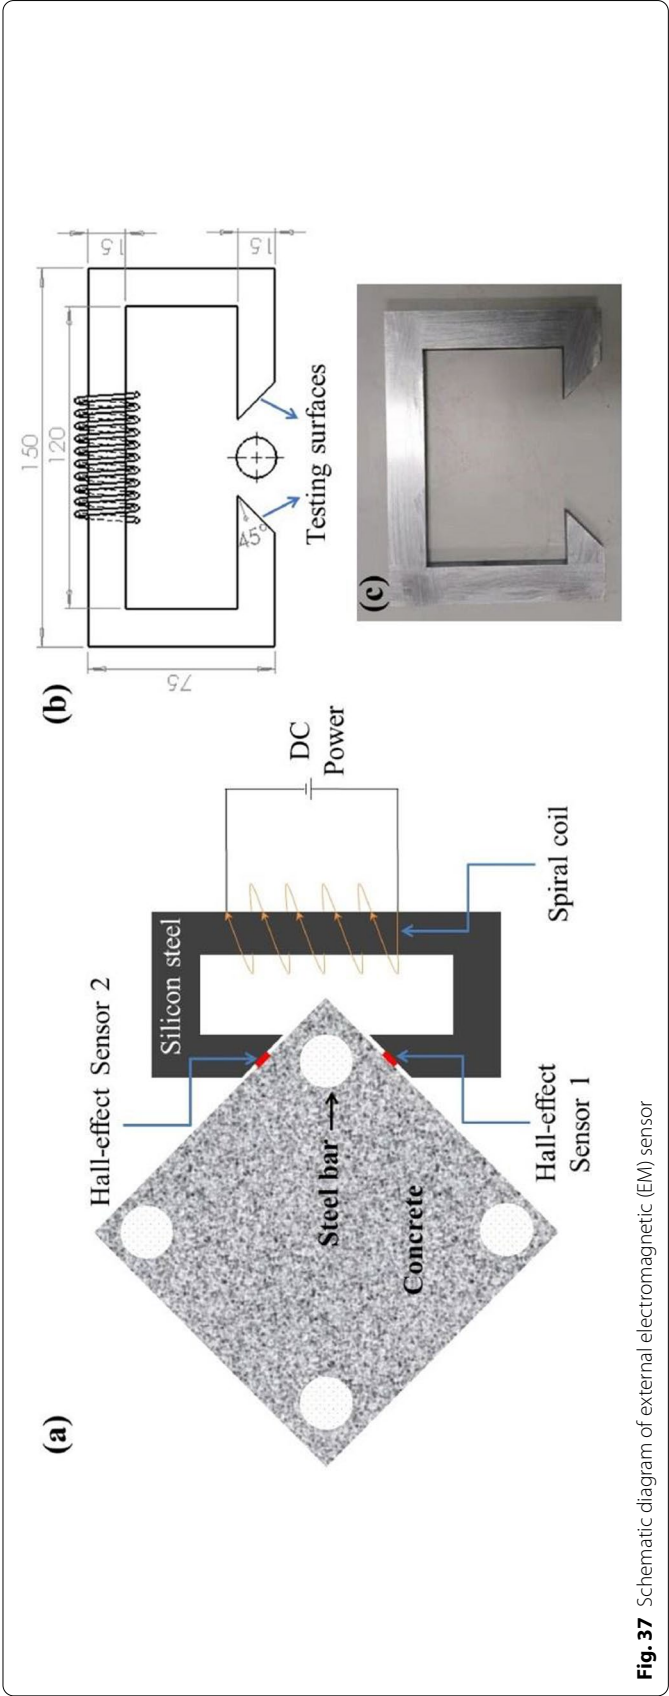 (a)
Hall-effect Sensor 2
Silicon steel
Steel bar
Concrete
Hall-effect
Sensor 1
Spiral coil
DC
Power
(b)
150
120
15
15
75
45°
Testing surfaces
(c)
Fig. 37 Schematic diagram of external electromagnetic (EM) sensor